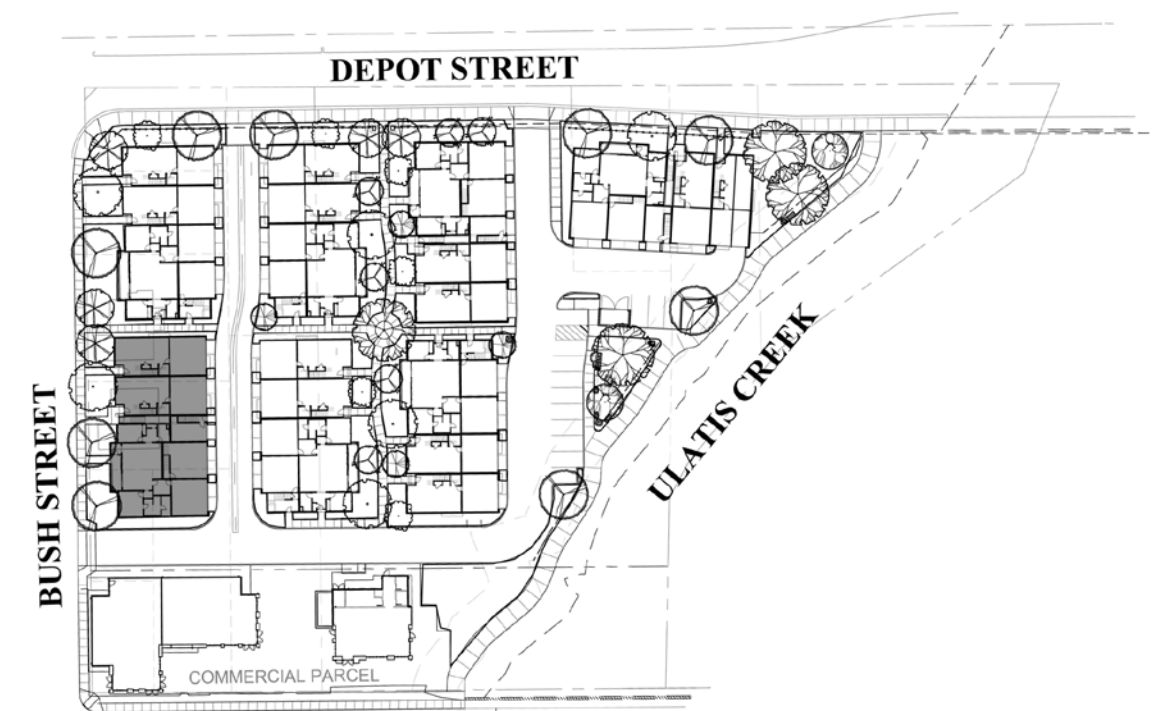 DEPOT STREET
ULATIS CREEK
BUSH STREET
COMMERCIAL PARCEL